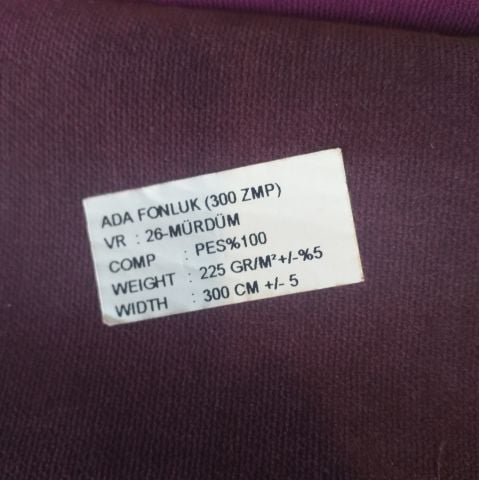 ADA FONLUK (300 ZMP)
VR : 26-MÜRDÜM
COMP : PES%100
WEIGHT : 225 GR/M²+/-%5
WIDTH : 300 CM +/- 5